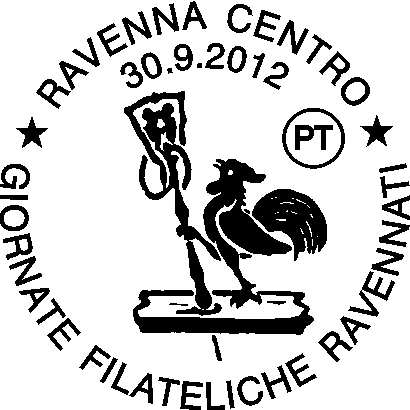 ★ RAVENNA CENTRO ★
30.9.2012
PT
GIORNATE FILATELICHE RAVENNATI